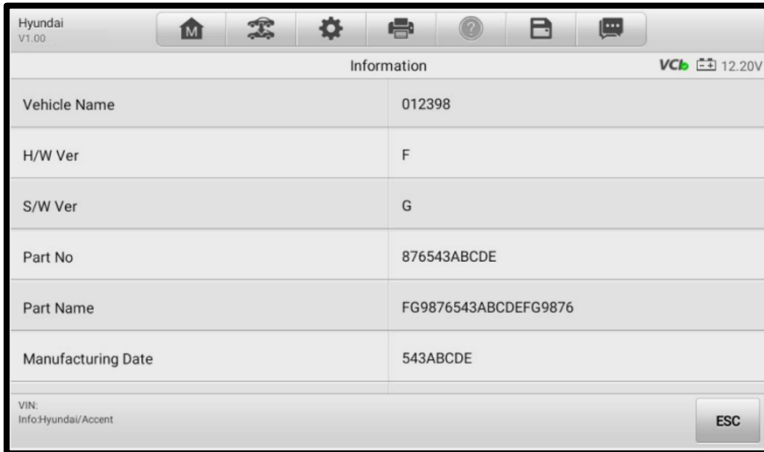 Hyundai
V1.00
M
?
Information
VCI
12.20V
Vehicle Name
012398
H/W Ver
F
S/W Ver
G
Part No
876543ABCDE
Part Name
FG9876543ABCDEFG9876
Manufacturing Date
543ABCDE
VIN:
Info:Hyundai/Accent
ESC